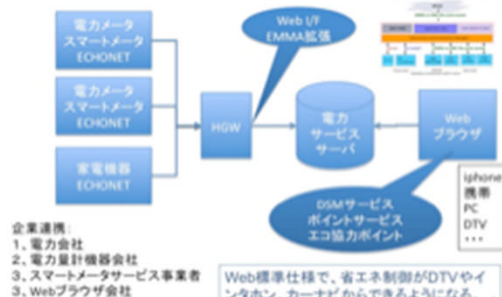 電力メータ
スマートメータ
ECHONET
電力メータ
スマートメータ
ECHONET
家電機器
ECHONET
HGW
Web I/F
EMMA拡張
電力
サービス
サーバ
Web
ブラウザ
DSMサービス
ポイントサービス
エコ協力ポイント
iphone
携帯
PC
DTV
・・・
企業連携:
1、電力会社
2、電力量計機器会社
3、スマートメータサービス事業者
3、Webブラウザ会社
Web標準仕様で、省エネ制御がDTVやイ
ンタホン、カーナビからできるようになる。